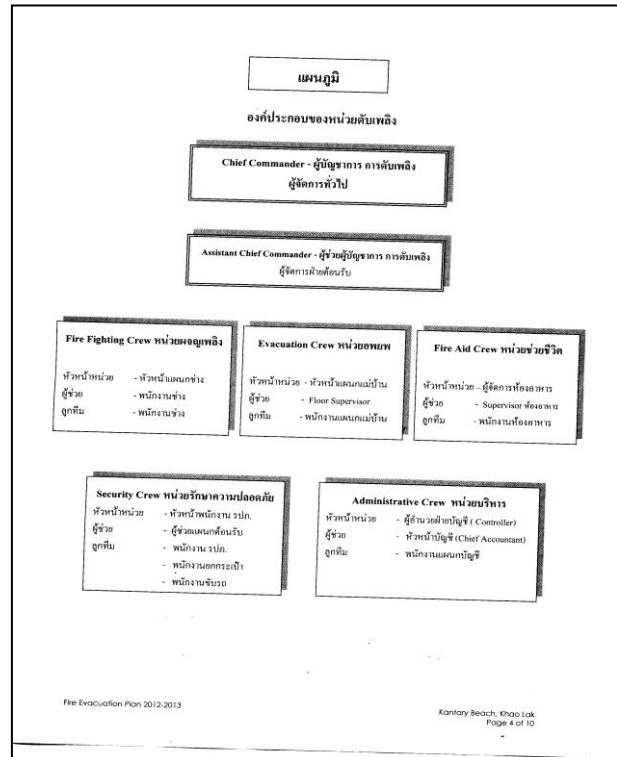 แผนภูมิ
องค์ประกอบของหน่วยดับเพลิง
Chief Commander - ผู้บัญชาการ การดับเพลิง
ผู้จัดการทั่วไป
Assistant Chief Commander - ผู้ช่วยผู้บัญชาการ การดับเพลิง
ผู้จัดการฝ่ายต้อนรับ
Fire Fighting Crew หน่วยผจญเพลิง
หัวหน้าหน่วย - หัวหน้าแผนกช่าง
ผู้ช่วย - พนักงานช่าง
ลูกทีม - พนักงานช่าง
Evacuation Crew หน่วยอพยพ
หัวหน้าหน่วย - หัวหน้าแผนกแม่บ้าน
ผู้ช่วย - Floor Supervisor
ลูกทีม - พนักงานแผนกแม่บ้าน
Fire Aid Crew หน่วยช่วยชีวิต
หัวหน้าหน่วย – ผู้จัดการห้องอาหาร
ผู้ช่วย - Supervisor ห้องอาหาร
ลูกทีม - พนักงานห้องอาหาร
Security Crew หน่วยรักษาความปลอดภัย
หัวหน้าหน่วย - หัวหน้าพนักงาน รปภ.
ผู้ช่วย - ผู้ช่วยแผนกต้อนรับ
ลูกทีม - พนักงาน รปภ.
- พนักงานยกกระเป๋า
- พนักงานขับรถ
Administrative Crew หน่วยบริหาร
หัวหน้าหน่วย - ผู้อำนวยฝ่ายบัญชี ( Controller)
ผู้ช่วย - หัวหน้าบัญชี (Chief Accountant)
ลูกทีม - พนักงานแผนกบัญชี
Fire Evacuation Plan 2012-2013
Kantary Beach, Khao Lak
Page 4 of 10